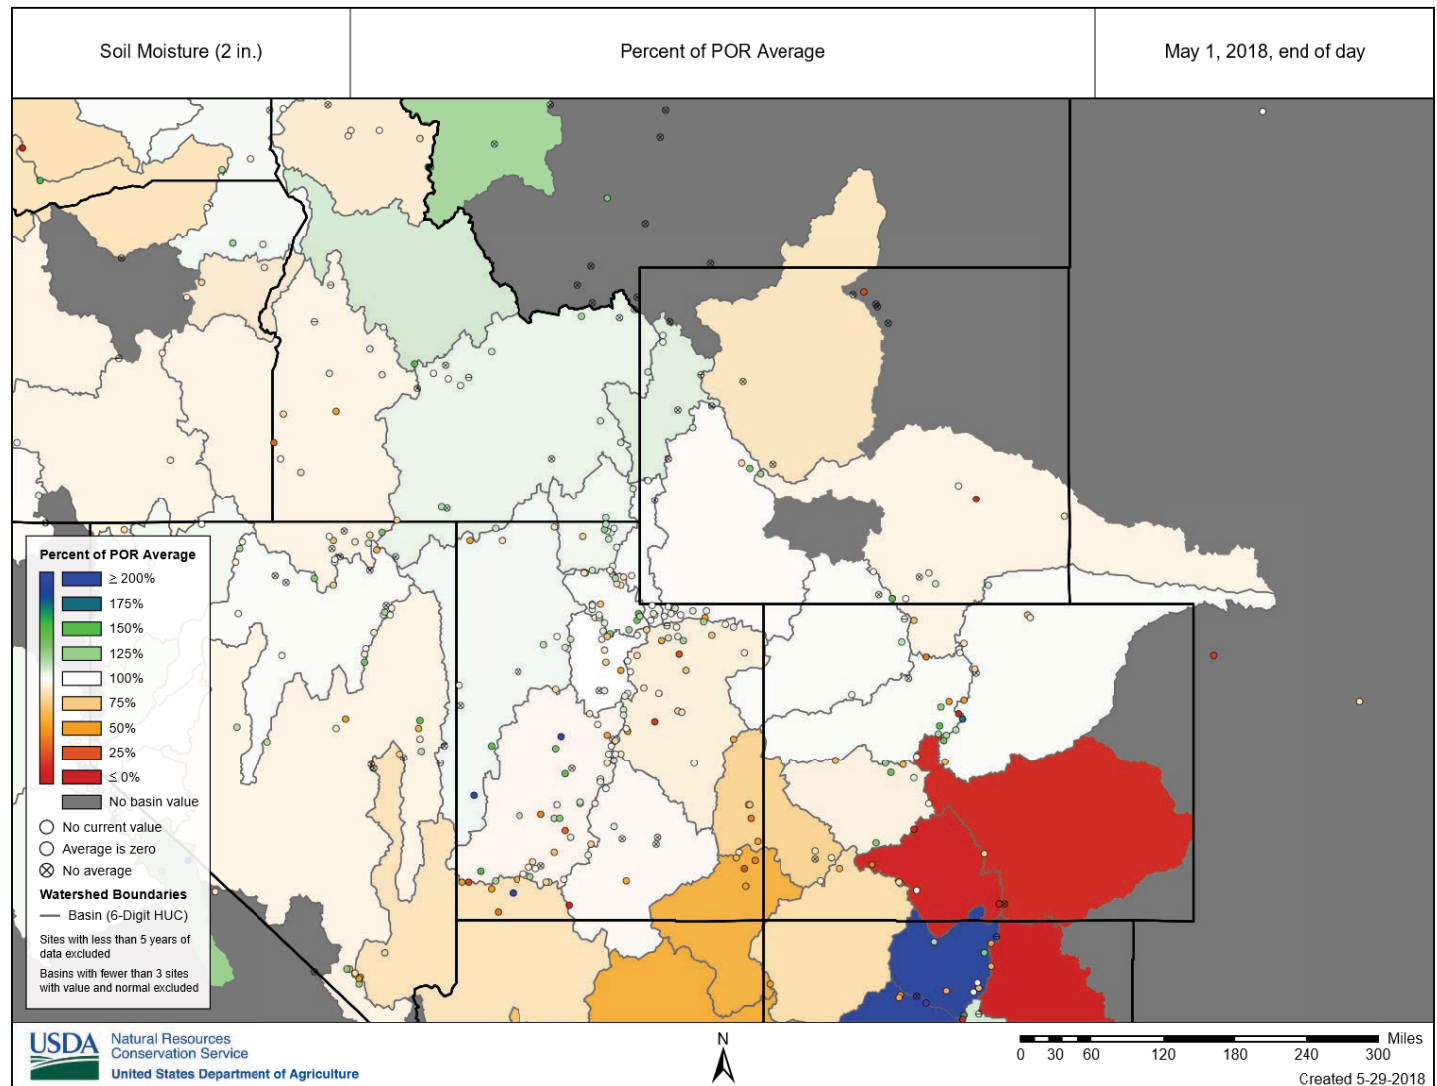 Soil Moisture (2 in.)
Percent of POR Average
May 1, 2018, end of day
Percent of POR Average
≥ 200%
175%
150%
125%
100%
75%
50%
25%
≤ 0%
No basin value
No current value
Average is zero
No average
Watershed Boundaries
Basin (6-Digit HUC)
Sites with less than 5 years of
data excluded
Basins with fewer than 3 sites
with value and normal excluded
USDA
Natural Resources
Conservation Service
United States Department of Agriculture
N
Miles
0 30 60 120 180 240 300
Created 5-29-2018